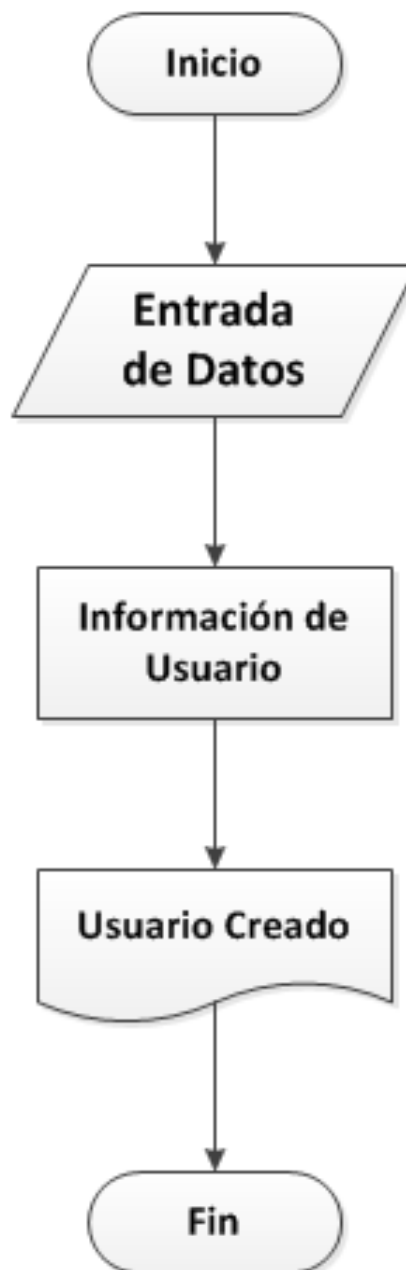 Inicio
Entrada
de Datos
Información de
Usuario
Usuario Creado
Fin